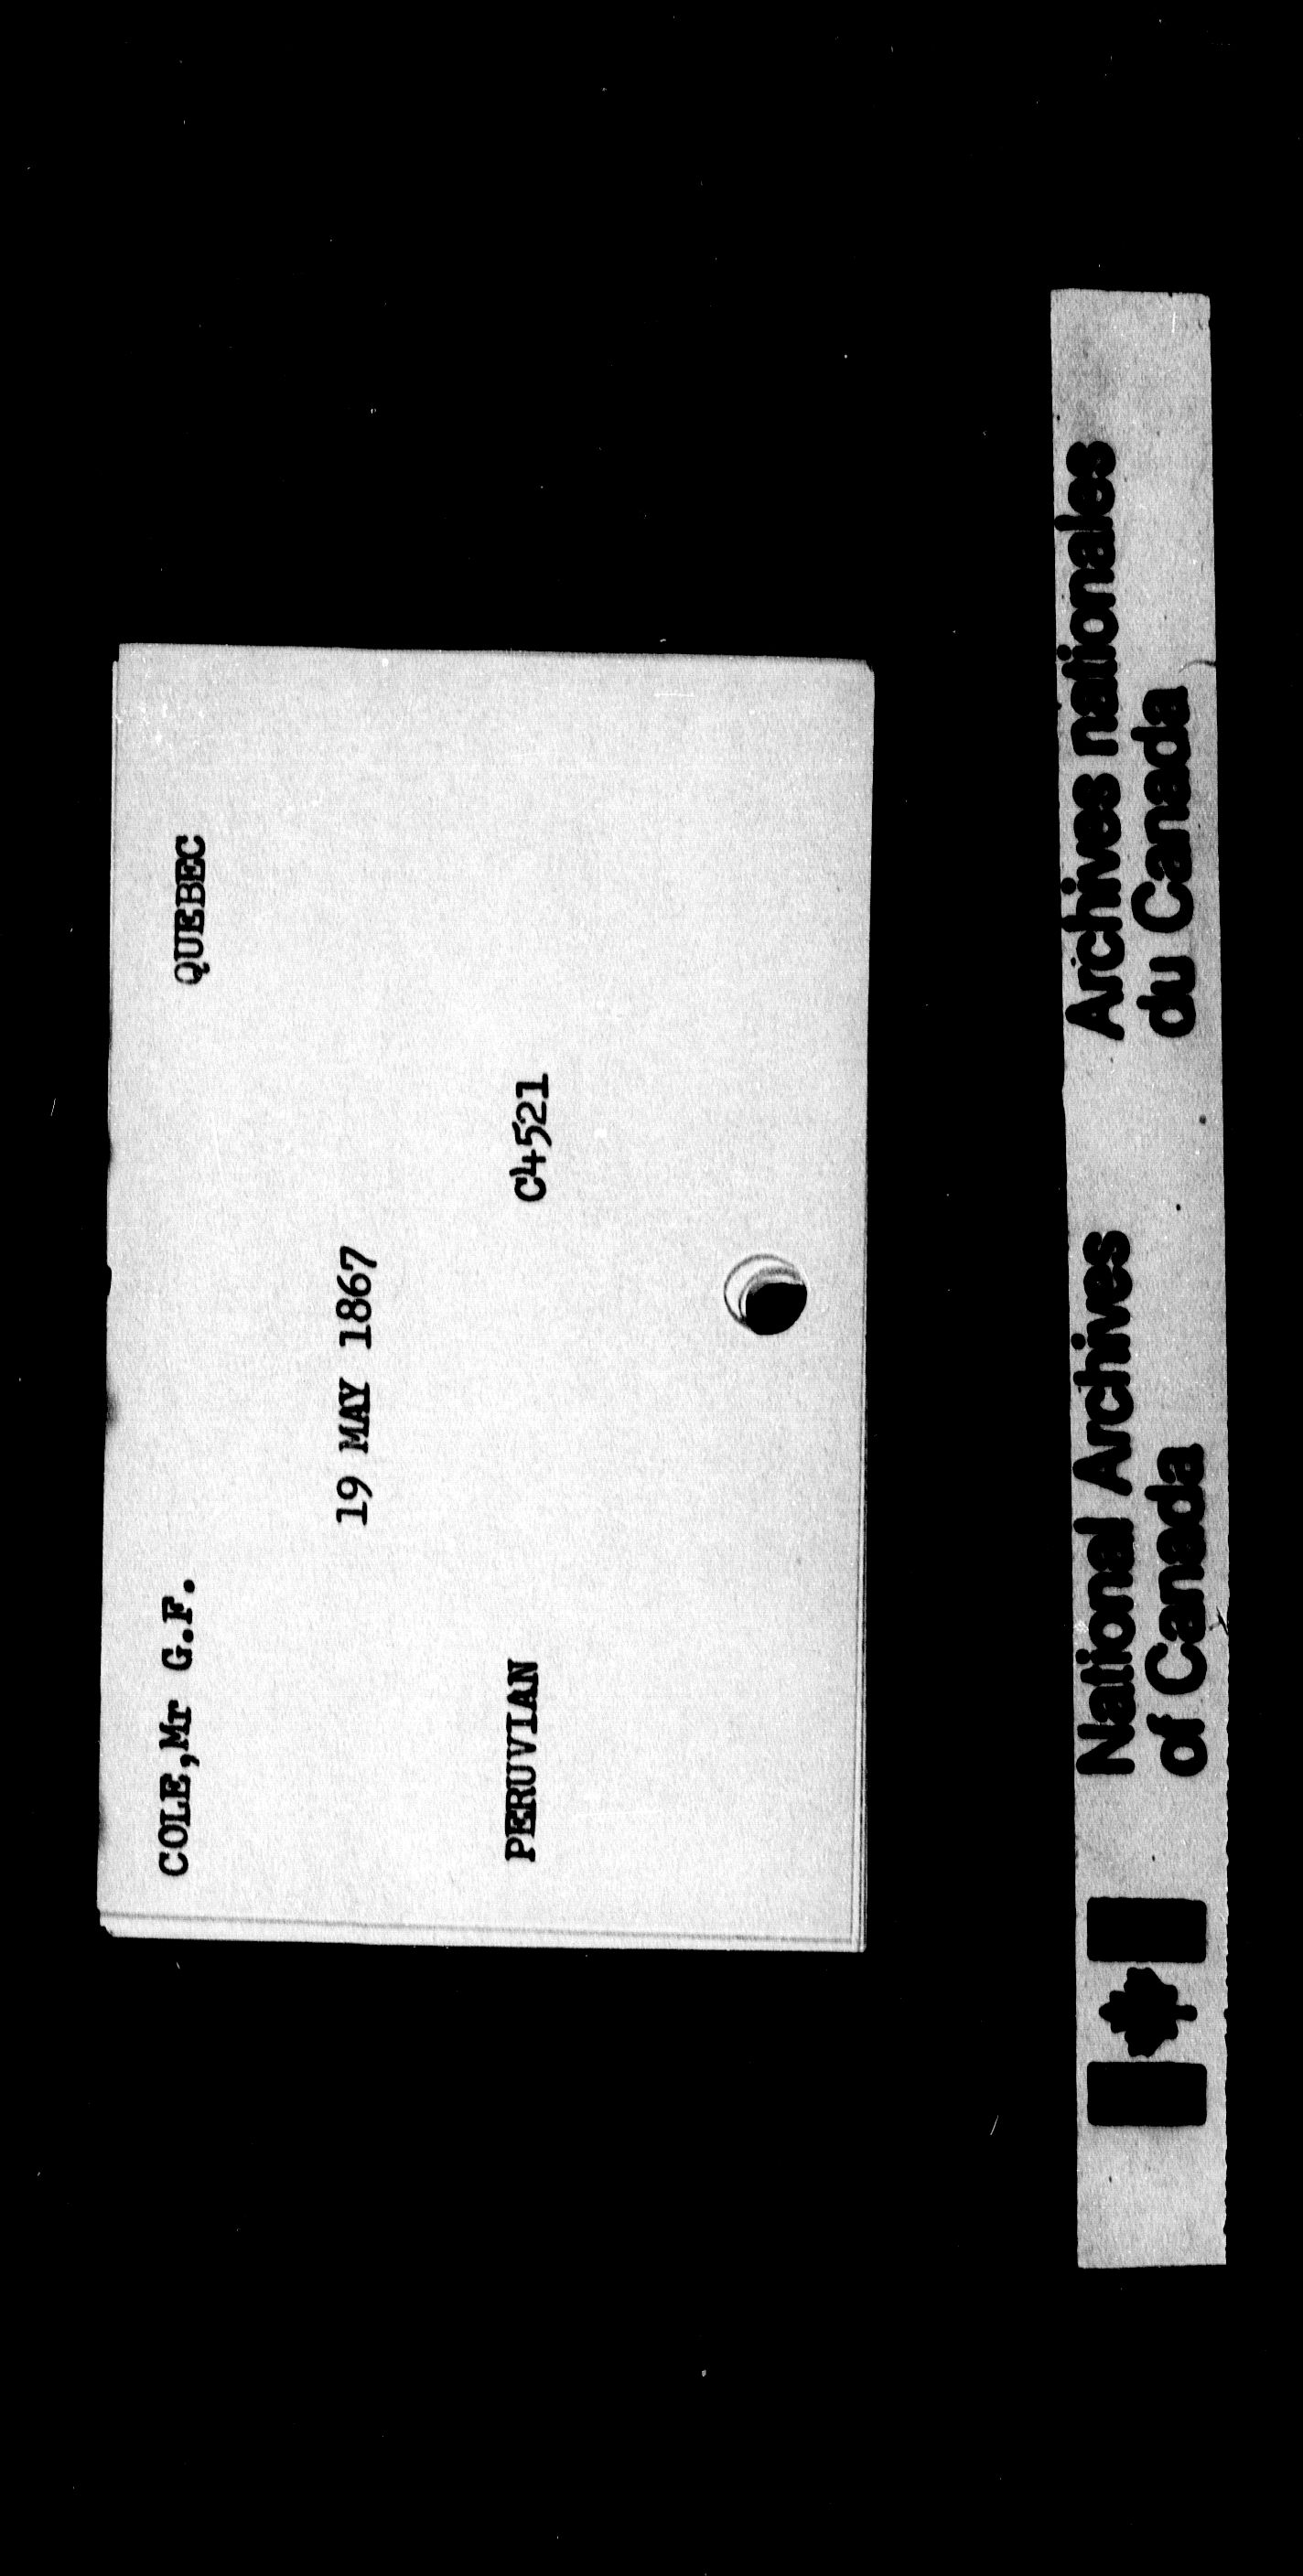 COLE,Mr G.F. QUEBEC
19 MAY 1867
PERUVIAN C4521
National Archives
of Canada
Archives nationales
du Canada